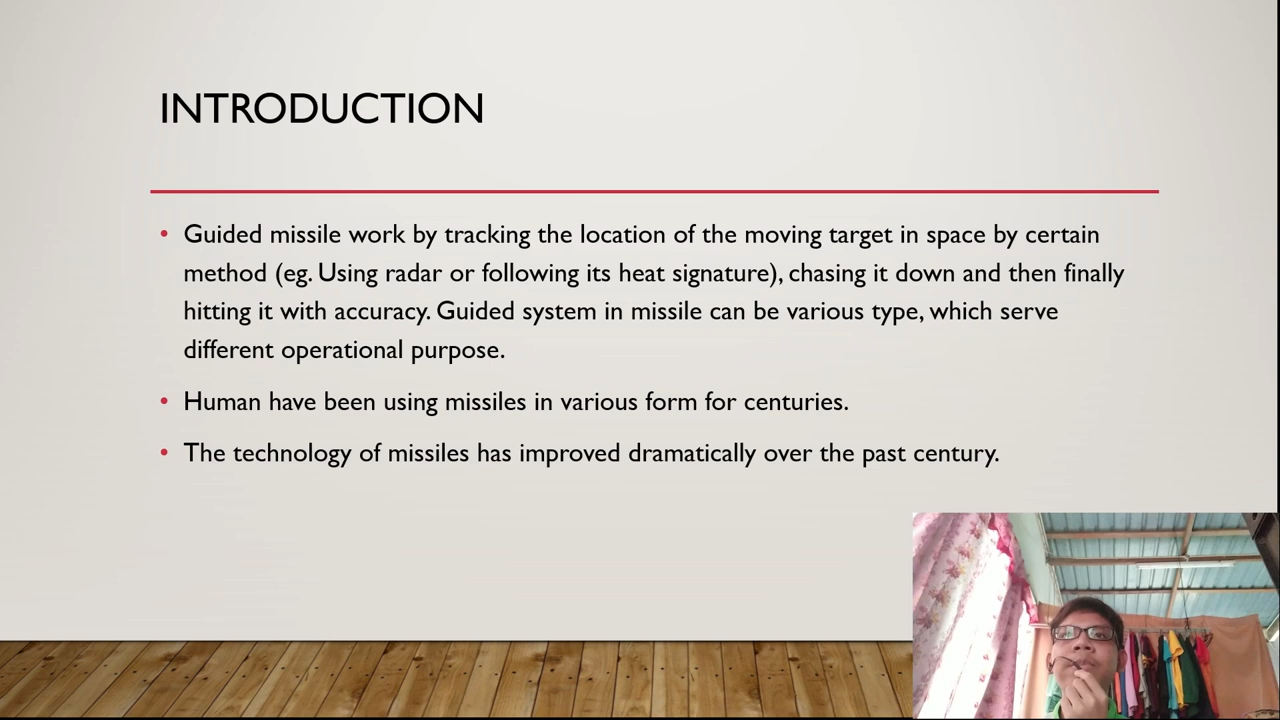 INTRODUCTION
• Guided missile work by tracking the location of the moving target in space by certain
method (eg. Using radar or following its heat signature), chasing it down and then finally
hitting it with accuracy. Guided system in missile can be various type, which serve
different operational purpose.
• Human have been using missiles in various form for centuries.
• The technology of missiles has improved dramatically over the past century.